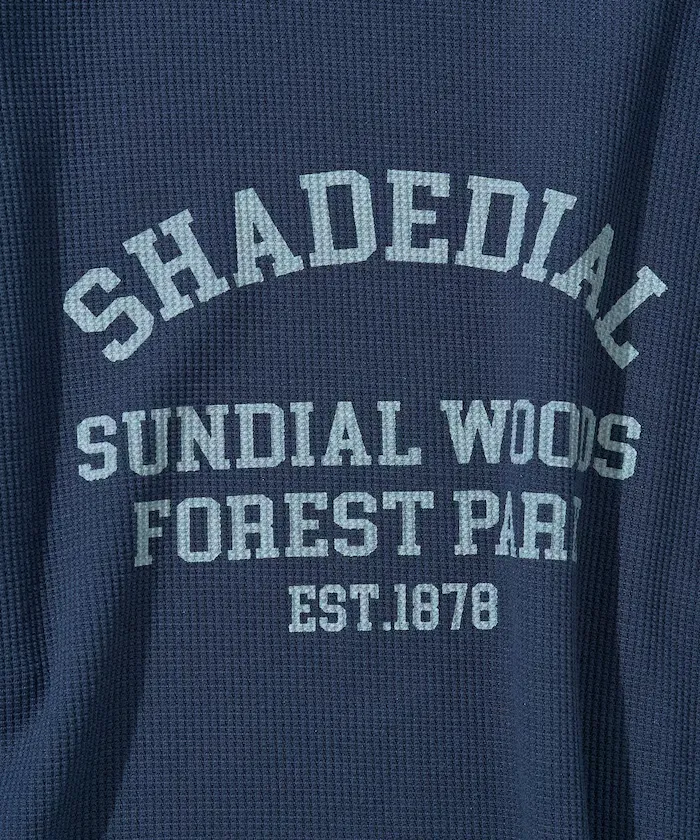 SHADEDIAL
SUNDIAL WOODS
FOREST PARK
EST.1878